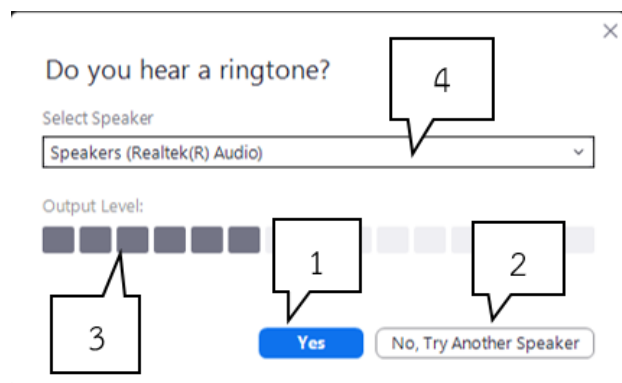 Do you hear a ringtone?
4
Select Speaker
Speakers (Realtek(R) Audio)
Output Level:
1
2
3
Yes
No, Try Another Speaker